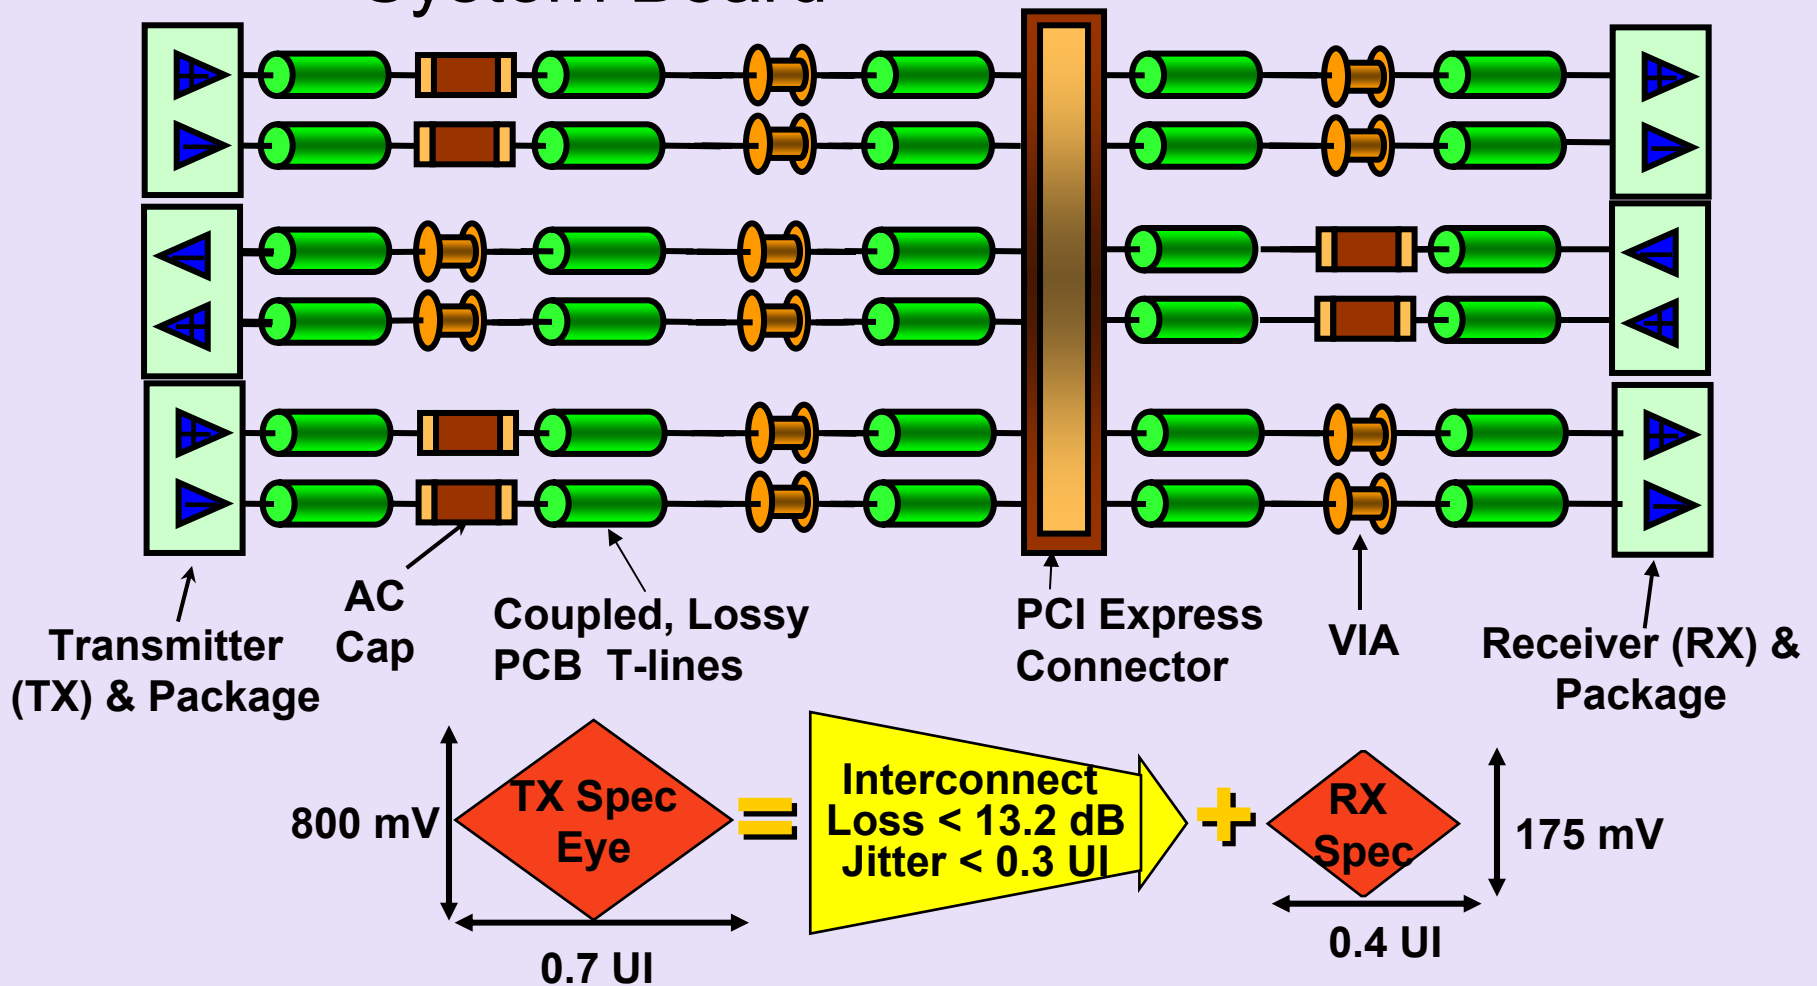 System Board
AC
Cap
Coupled, Lossy
PCB T-lines
PCI Express
Connector
VIA
Transmitter
(TX) & Package
Receiver (RX) &
Package
800 mV
TX Spec
Eye
=
Interconnect
Loss < 13.2 dB
Jitter < 0.3 UI
+
RX
Spec
175 mV
0.7 UI
0.4 UI